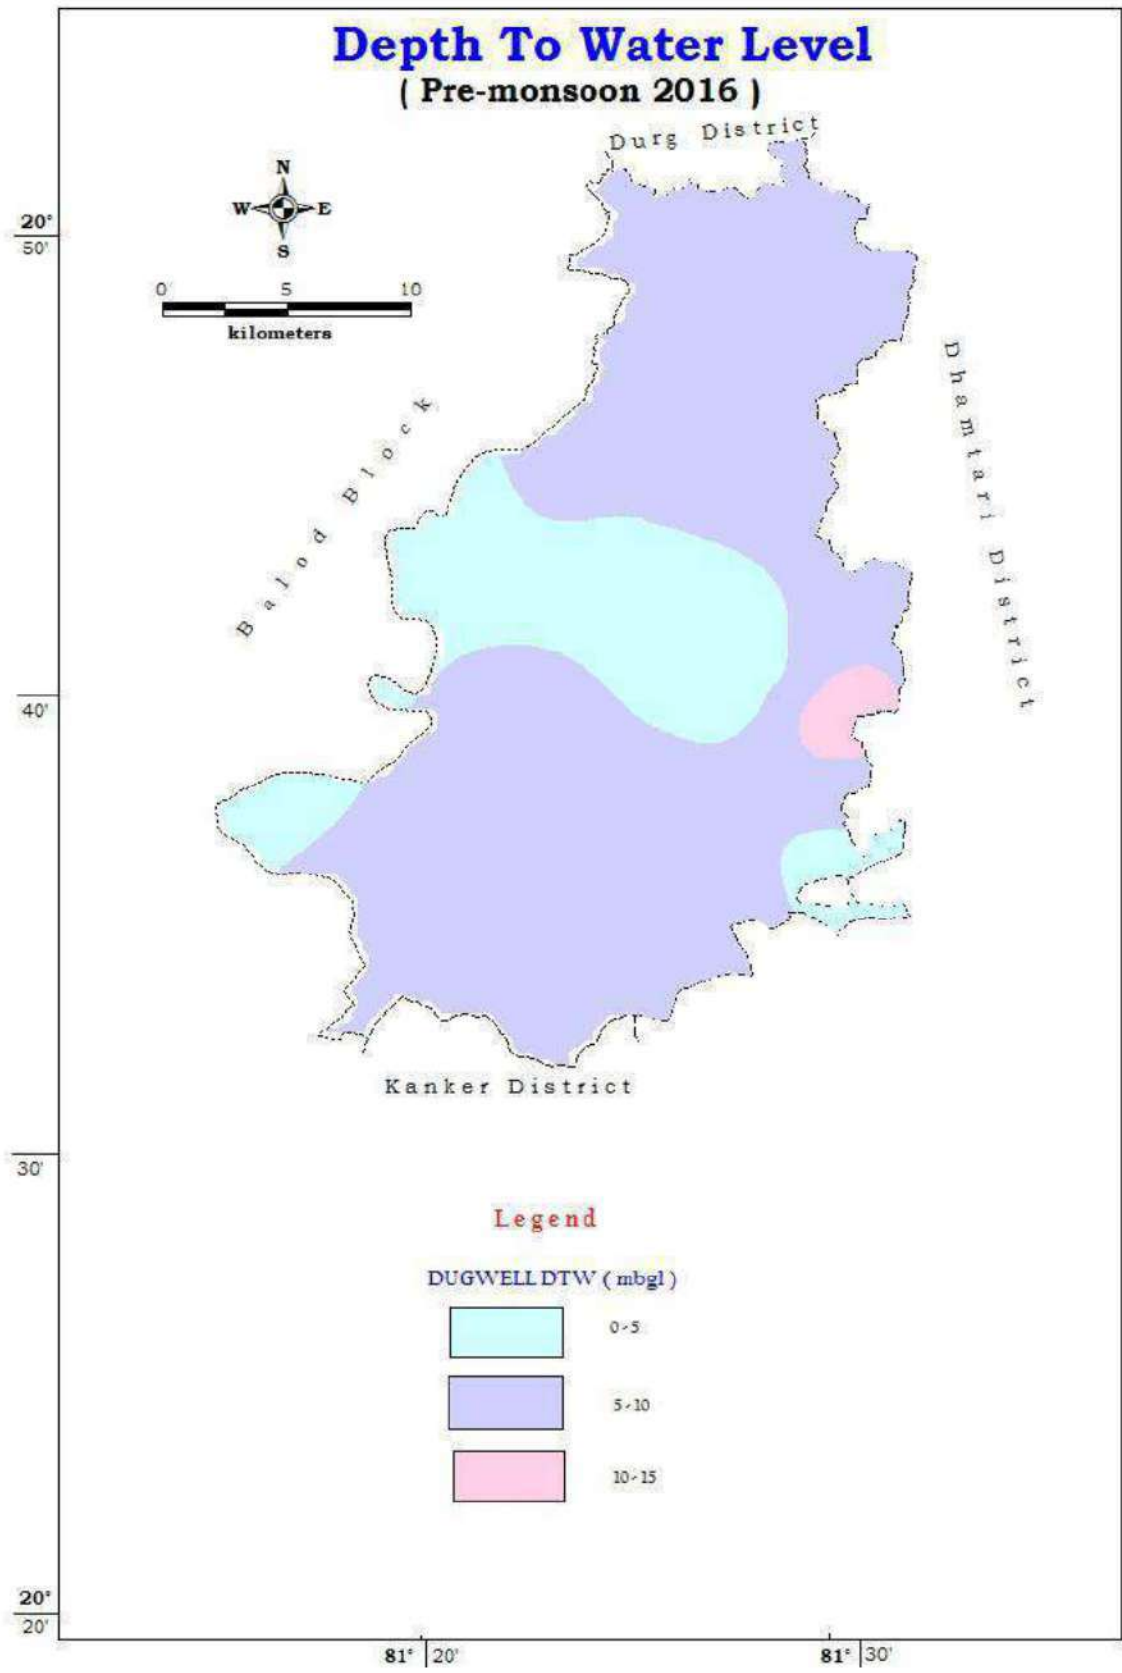 Depth To Water Level
( Pre-monsoon 2016 )
Durg District
N
W E
S
20°
50'
0 5 10
kilometers
Balod Block
Dhamtari District
40'
Kanker District
30'
Legend
DUGWELL DTW ( mbgl )
0-5
5-10
10-15
20°
20'
81° 20' 81° 30'